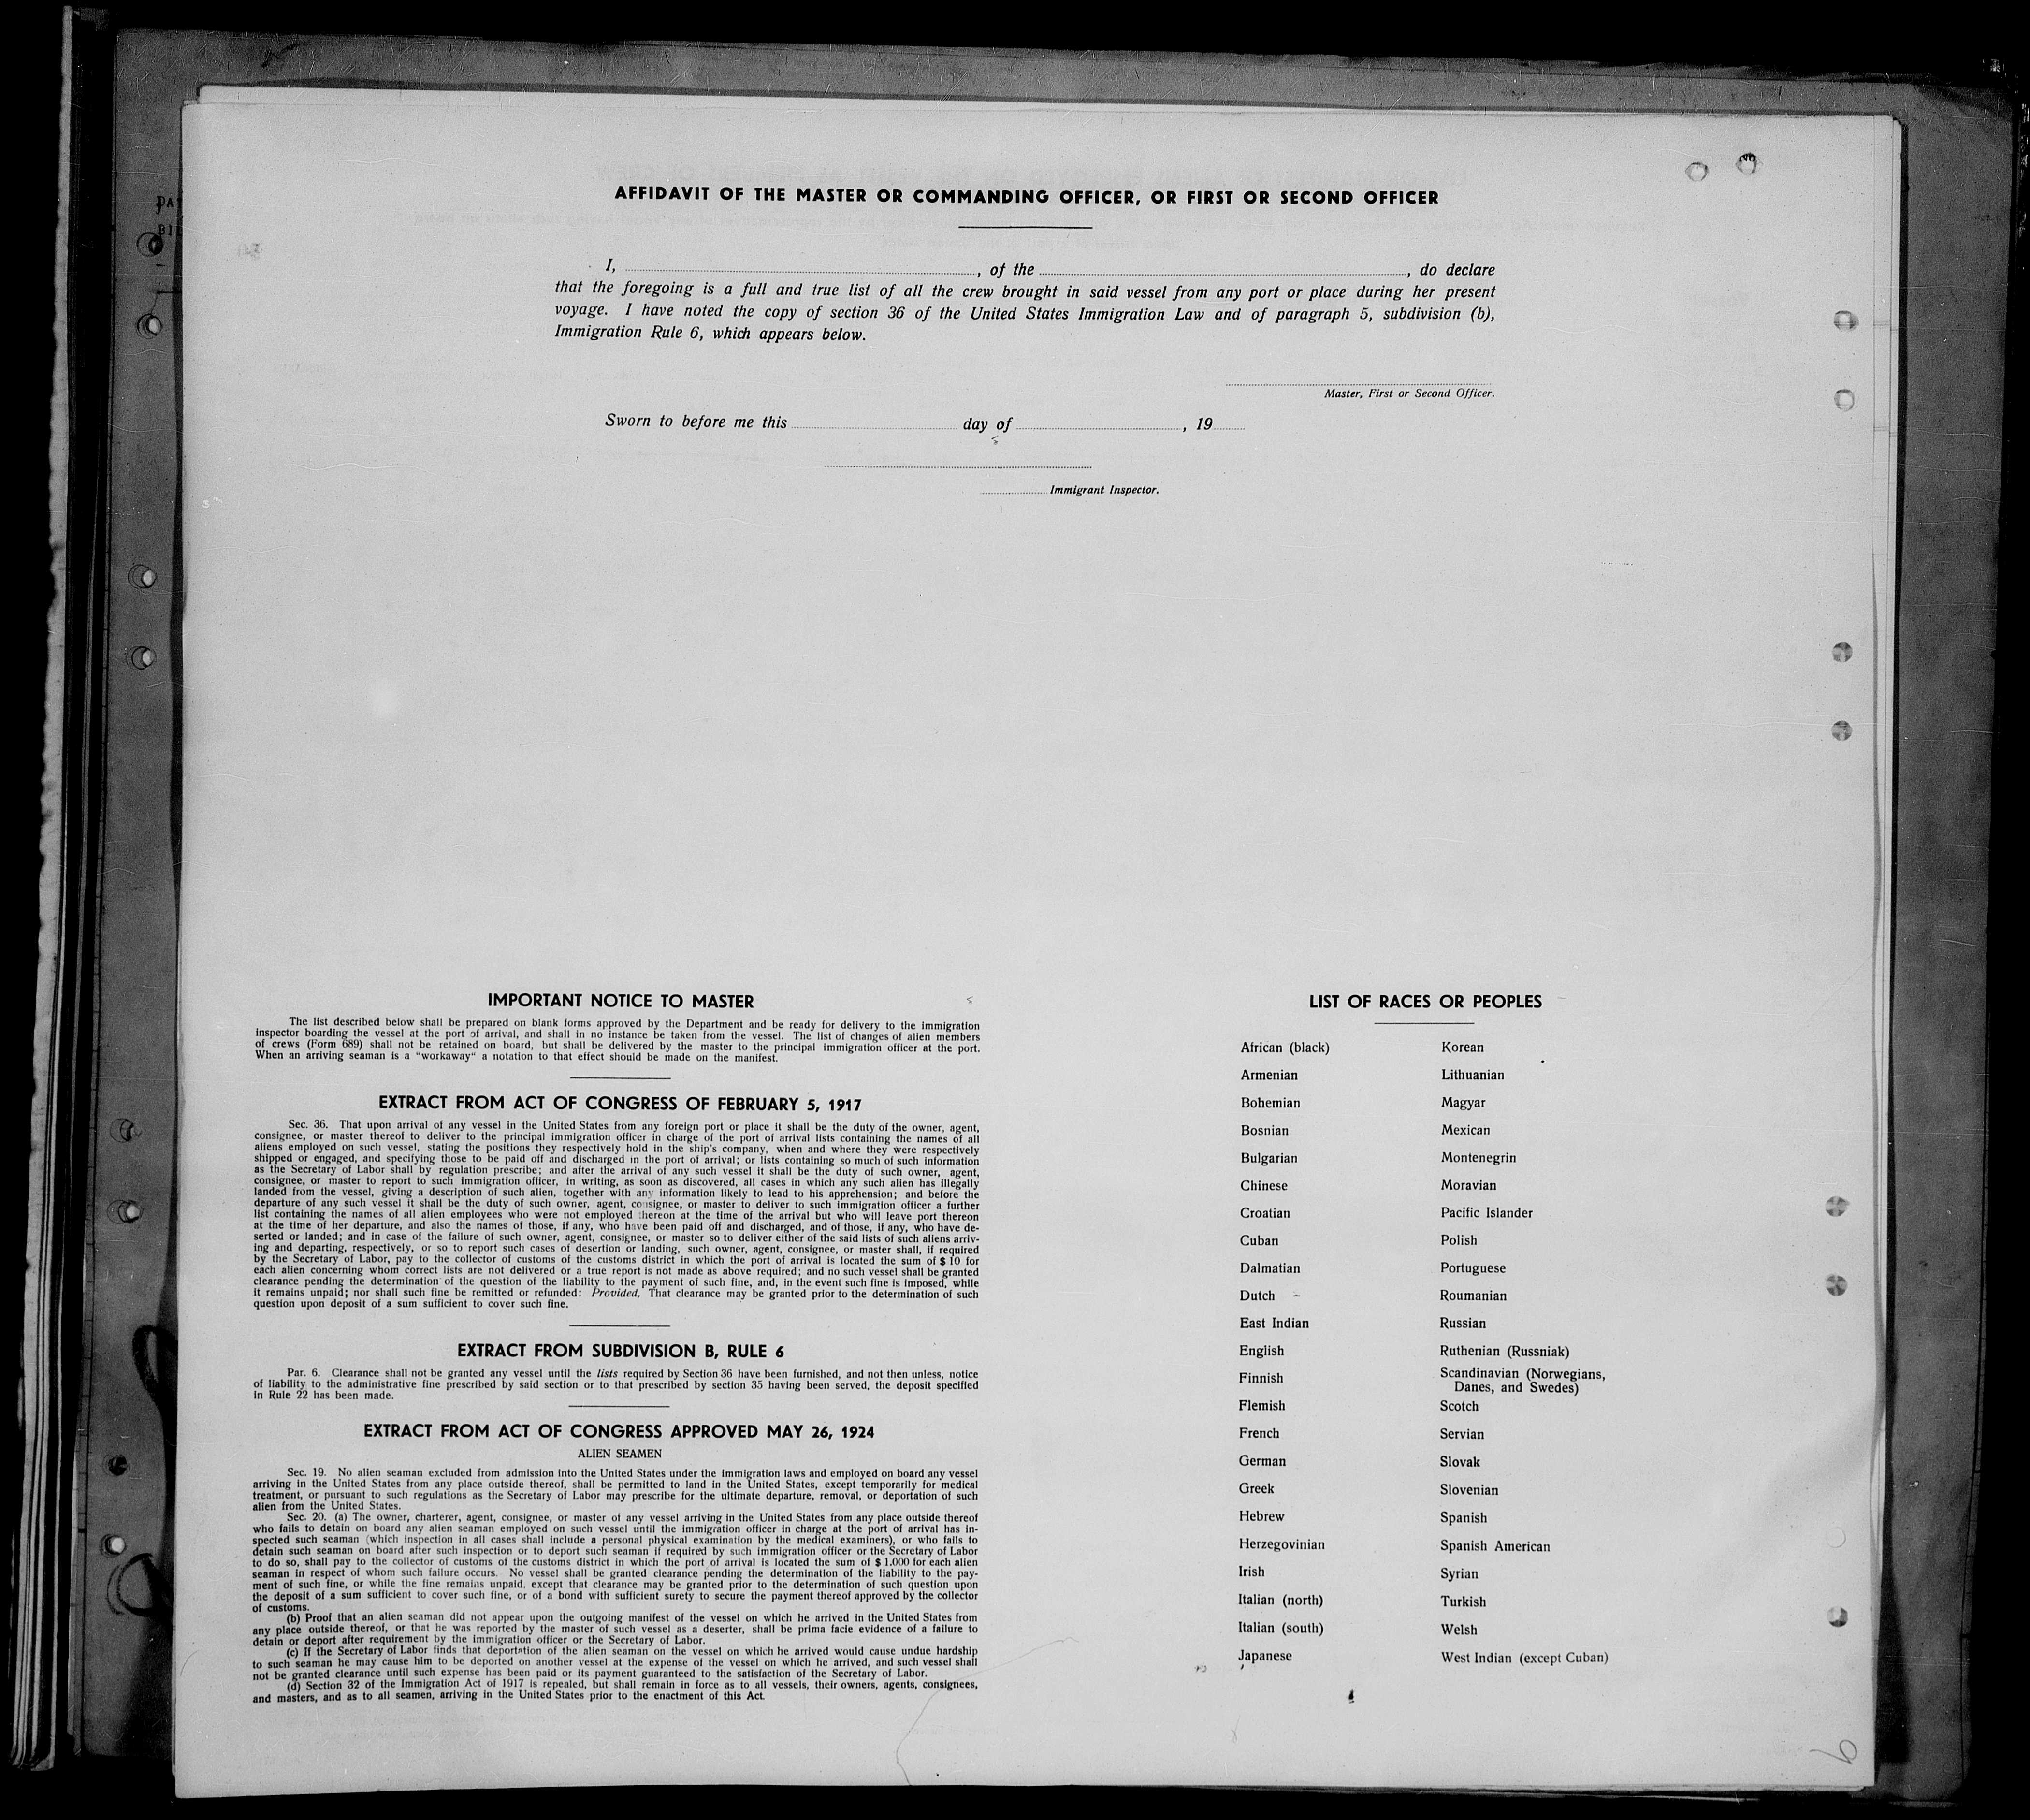 AFFIDAVIT OF THE MASTER OR COMMANDING OFFICER, OR FIRST OR SECOND OFFICER
I, , of the , do declare
that the foregoing is a full and true list of all the crew brought in said vessel from any port or place during her present
voyage. I have noted the copy of section 36 of the United States Immigration Law and of paragraph 5, subdivision (b),
Immigration Rule 6, which appears below.
Master, First or Second Officer.
Sworn to before me this day of , 19
Immigrant Inspector.
IMPORTANT NOTICE TO MASTER
The list described below shall be prepared on blank forms approved by the Department and be ready for delivery to the immigration
inspector boarding the vessel at the port of arrival, and shall in no instance be taken from the vessel. The list of changes of alien members
of crews (Form 689) shall not be retained on board, but shall be delivered by the master to the principal immigration officer at the port.
When an arriving seaman is a "workaway" a notation to that effect should be made on the manifest.
EXTRACT FROM ACT OF CONGRESS OF FEBRUARY 5, 1917
Sec. 36. That upon arrival of any vessel in the United States from any foreign port or place it shall be the duty of the owner, agent,
consignee, or master thereof to deliver to the principal immigration officer in charge of the port of arrival lists containing the names of all
aliens employed on such vessel, stating the positions they respectively hold in the ship's company, when and where they were respectively
shipped or engaged, and specifying those to be paid off and discharged in the port of arrival; or lists containing so much of such information
as the Secretary of Labor shall by regulation prescribe; and after the arrival of any such vessel it shall be the duty of such owner, agent,
consignee, or master to report to such immigration officer, in writing, as soon as discovered, all cases in which any such alien has illegally
landed from the vessel, giving a description of such alien, together with any information likely to lead to his apprehension; and before the
departure of any such vessel it shall be the duty of such owner, agent, consignee, or master to deliver to such immigration officer a further
list containing the names of all alien employees who were not employed thereon at the time of the arrival but who will leave port thereon
at the time of her departure, and also the names of those, if any, who have been paid off and discharged, and of those, if any, who have de-
serted or landed; and in case of the failure of such owner, agent, consignee, or master so to deliver either of the said lists of such aliens arriv-
ing and departing, respectively, or so to report such cases of desertion or landing, such owner, agent, consignee, or master shall, if required
by the Secretary of Labor, pay to the collector of customs of the customs district in which the port of arrival is located the sum of $ 10 for
each alien concerning whom correct lists are not delivered or a true report is not made as above required; and no such vessel shall be granted
clearance pending the determination of the question of the liability to the payment of such fine, and, in the event such fine is imposed, while
it remains unpaid; nor shall such fine be remitted or refunded: Provided, That clearance may be granted prior to the determination of such
question upon deposit of a sum sufficient to cover such fine.
EXTRACT FROM SUBDIVISION B, RULE 6
Par. 6. Clearance shall not be granted any vessel until the lists required by Section 36 have been furnished, and not then unless, notice
of liability to the administrative fine prescribed by said section or to that prescribed by section 35 having been served, the deposit specified
in Rule 22 has been made.
EXTRACT FROM ACT OF CONGRESS APPROVED MAY 26, 1924
ALIEN SEAMEN
Sec. 19. No alien seaman excluded from admission into the United States under the immigration laws and employed on board any vessel
arriving in the United States from any place outside thereof, shall be permitted to land in the United States, except temporarily for medical
treatment, or pursuant to such regulations as the Secretary of Labor may prescribe for the ultimate departure, removal, or deportation of such
alien from the United States.
Sec. 20. (a) The owner, charterer, agent, consignee, or master of any vessel arriving in the United States from any place outside thereof
who fails to detain on board any alien seaman employed on such vessel until the immigration officer in charge at the port of arrival has in-
spected such seaman (which inspection in all cases shall include a personal physical examination by the medical examiners), or who fails to
detain such seaman on board after such inspection or to deport such seaman if required by such immigration officer or the Secretary of Labor
to do so, shall pay to the collector of customs of the customs district in which the port of arrival is located the sum of $ 1.000 for each alien
seaman in respect of whom such failure occurs. No vessel shall be granted clearance pending the determination of the liability to the pay-
ment of such fine, or while the fine remains unpaid, except that clearance may be granted prior to the determination of such question upon
the deposit of a sum sufficient to cover such fine, or of a bond with sufficient surety to secure the payment thereof approved by the collector
of customs.
(b) Proof that an alien seaman did not appear upon the outgoing manifest of the vessel on which he arrived in the United States from
any place outside thereof, or that he was reported by the master of such vessel as a deserter, shall be prima facie evidence of a failure to
detain or deport after requirement by the immigration officer or the Secretary of Labor.
(c) If the Secretary of Labor finds that deportation of the alien seaman on the vessel on which he arrived would cause undue hardship
to such seaman he may cause him to be deported on another vessel at the expense of the vessel on which he arrived, and such vessel shall
not be granted clearance until such expense has been paid or its payment guaranteed to the satisfaction of the Secretary of Labor.
(d) Section 32 of the Immigration Act of 1917 is repealed, but shall remain in force as to all vessels, their owners, agents, consignees,
and masters, and as to all seamen, arriving in the United States prior to the enactment of this Act.
LIST OF RACES OR PEOPLES
African (black)
Armenian
Bohemian
Bosnian
Bulgarian
Chinese
Croatian
Cuban
Dalmatian
Dutch
East Indian
English
Finnish
Flemish
French
German
Greek
Hebrew
Herzegovinian
Irish
Italian (north)
Italian (south)
Japanese
Korean
Lithuanian
Magyar
Mexican
Montenegrin
Moravian
Pacific Islander
Polish
Portuguese
Roumanian
Russian
Ruthenian (Russniak)
Scandinavian (Norwegians,
Danes, and Swedes)
Scotch
Servian
Slovak
Slovenian
Spanish
Spanish American
Syrian
Turkish
Welsh
West Indian (except Cuban)